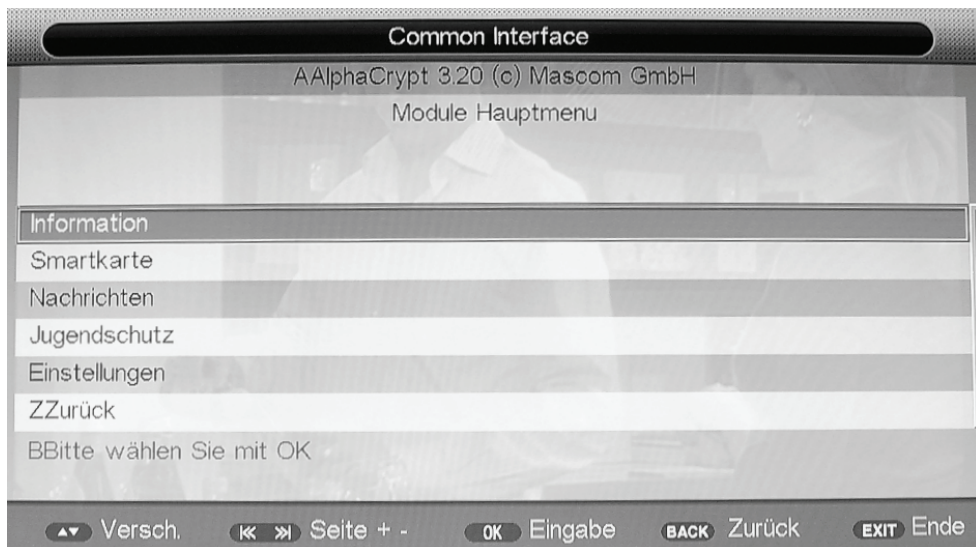 Common Interface
AAlphaCrypt 3.20 (c) Mascom GmbH
Module Hauptmenu
Information
Smartkarte
Nachrichten
Jugendschutz
Einstellungen
ZZurück
BBitte wählen Sie mit OK
Versch. Seite + - OK Eingabe BACK Zurück EXIT Ende